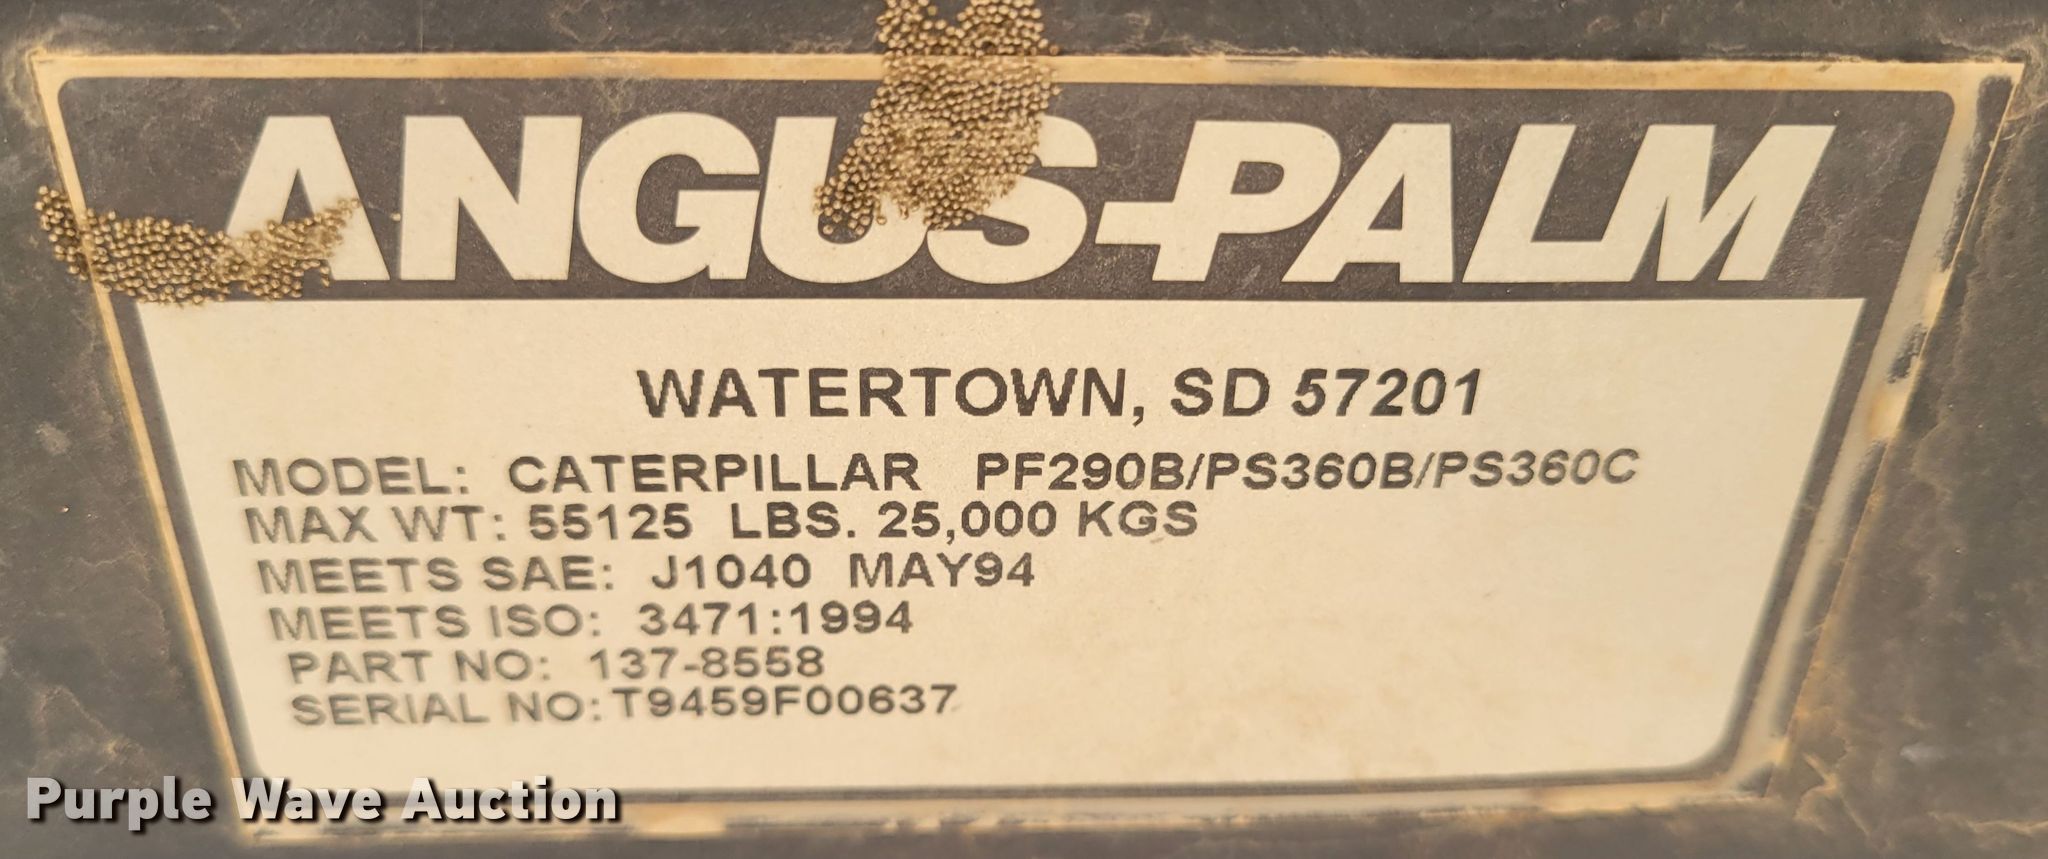 ANGUS-PALM
WATERTOWN, SD 57201
MODEL: CATERPILLAR PF290B/PS360B/PS360C
MAX WT: 55125 LBS. 25,000 KGS
MEETS SAE: J1040 MAY94
MEETS ISO: 3471:1994
PART NO: 137-8558
SERIAL NO: T9459F00637
Purple Wave Auction